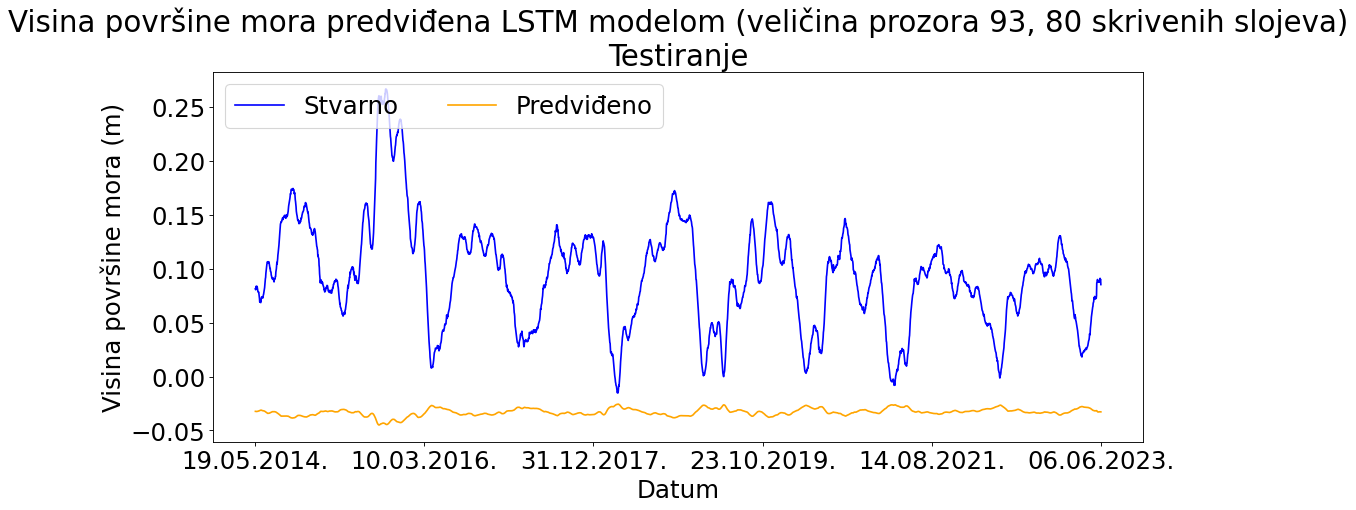 Visina površine mora predviđena LSTM modelom (veličina prozora 93, 80 skrivenih slojeva)
Testiranje
Stvarno Predviđeno
Visina površine mora (m)
0.25
0.20
0.15
0.10
0.05
0.00
−0.05
19.05.2014. 10.03.2016. 31.12.2017. 23.10.2019. 14.08.2021. 06.06.2023.
Datum